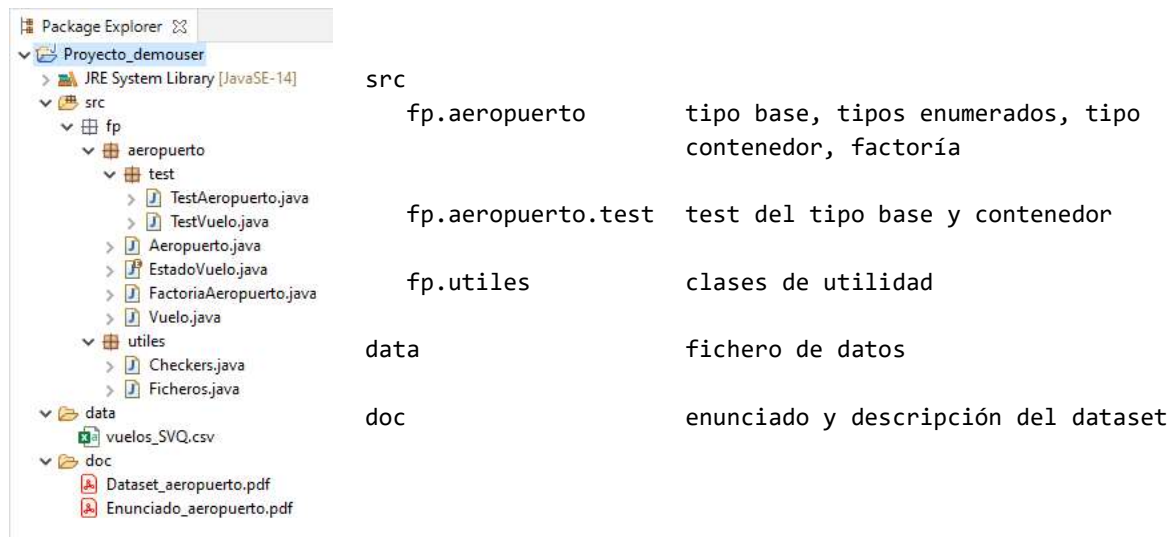 Package Explorer
Proyecto_demouser
JRE System Library [JavaSE-14]
src
fp
aeropuerto
test
TestAeropuerto.java
TestVuelo.java
Aeropuerto.java
EstadoVuelo.java
FactoriaAeropuerto.java
Vuelo.java
utiles
Checkers.java
Ficheros.java
data
vuelos_SVQ.csv
doc
Dataset_aeropuerto.pdf
Enunciado_aeropuerto.pdf
src
fp.aeropuerto tipo base, tipos enumerados, tipo
contenedor, factoría
fp.aeropuerto.test test del tipo base y contenedor
fp.utiles clases de utilidad
data fichero de datos
doc enunciado y descripción del dataset